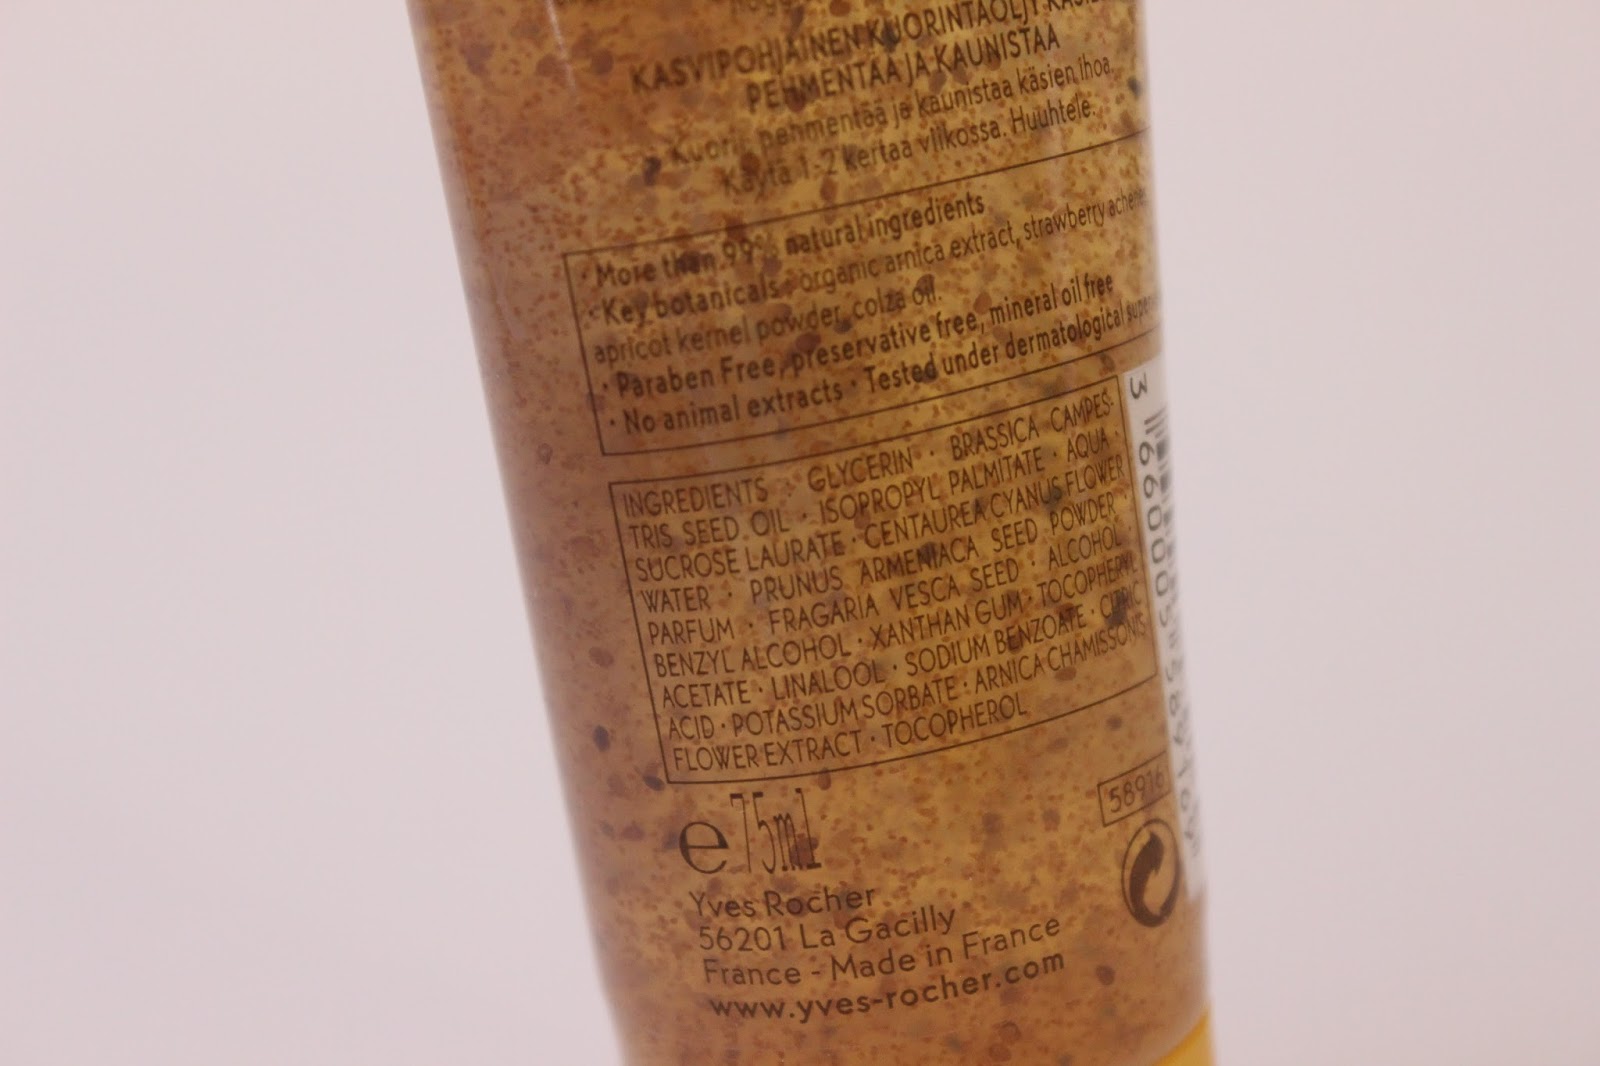 KASVIPOHJAINEN KUORINTAÖLJY
PEHMENTÄÄ JA KAUNISTAA
Kuorii, pehmentää ja kaunistaa käsien ihoa.
Käytä 1-2 kertaa viikossa. Huuhtele.
· More than 99% natural ingredients
· Key botanicals : organic arnica extract, strawberry
apricot kernel powder, colza oil.
· Paraben Free, preservative free, mineral oil free
· No animal extracts · Tested under dermatological
INGREDIENTS · GLYCERIN · BRASSICA CAMPES-
TRIS SEED OIL · ISOPROPYL PALMITATE · AQUA ·
SUCROSE LAURATE · CENTAUREA CYANUS FLOWER
WATER · PRUNUS ARMENIACA SEED POWDER ·
PARFUM · FRAGARIA VESCA SEED · ALCOHOL ·
BENZYL ALCOHOL · XANTHAN GUM · TOCOPHERYL
ACETATE · LINALOOL · SODIUM BENZOATE · CITRIC
ACID · POTASSIUM SORBATE · ARNICA CHAMISSONIS
FLOWER EXTRACT · TOCOPHEROL
58916
e 75ml
Yves Rocher
56201 La Gacilly
France - Made in France
www.yves-rocher.com